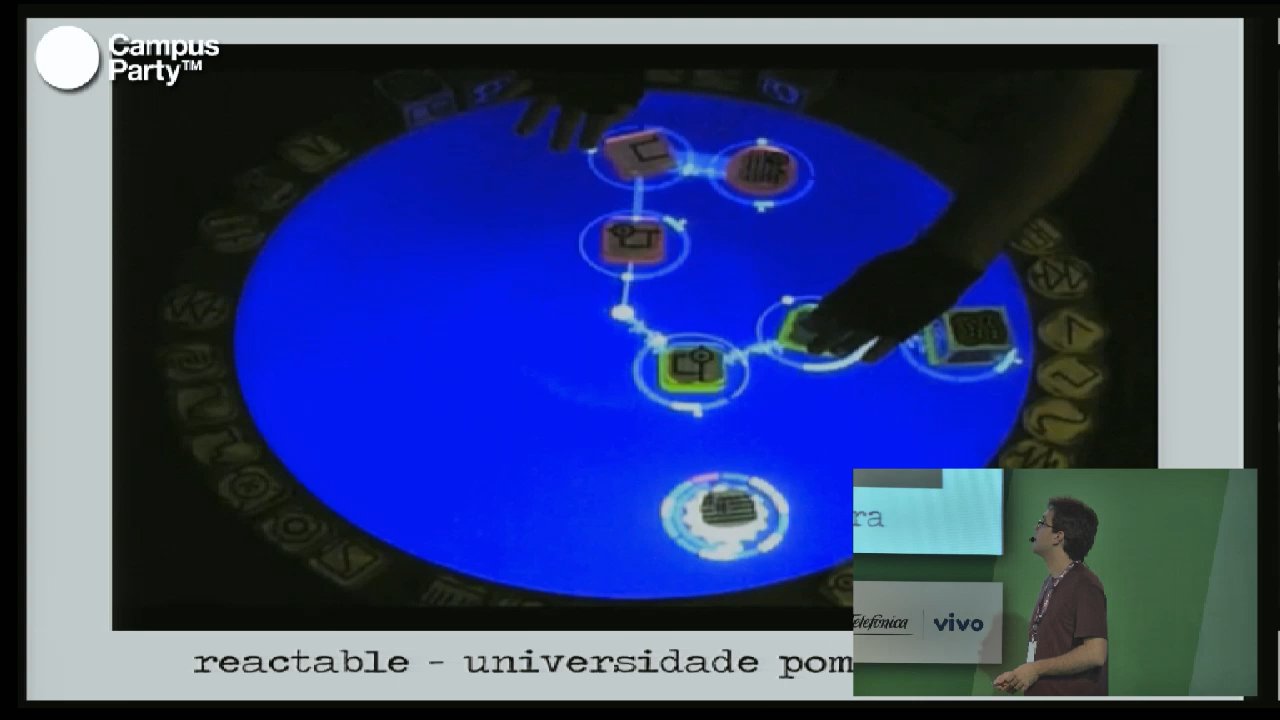 Campus
Party™
ra
Telefónica
vivo
reactable - universidade pom